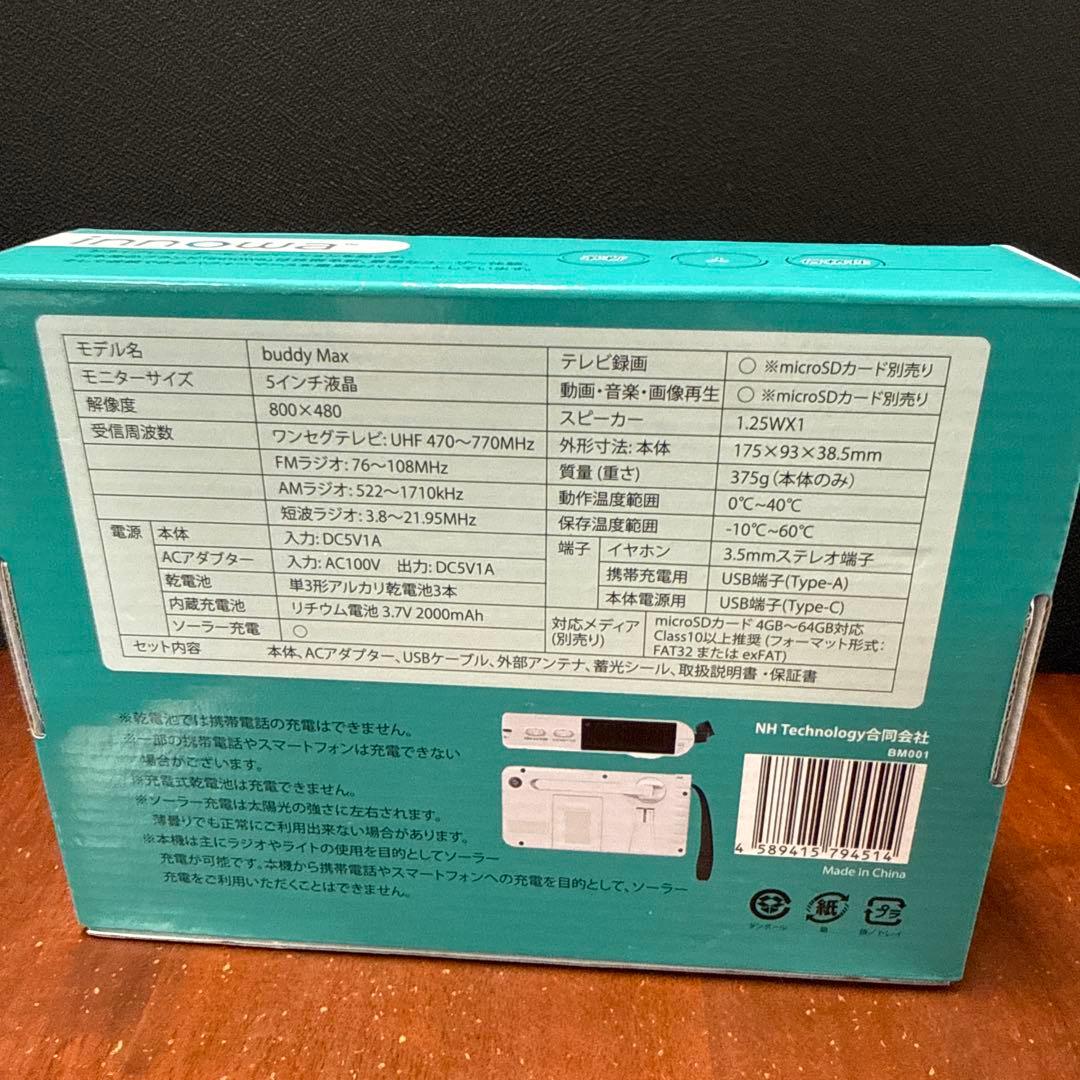 innowa
モデル名 buddy Max
モニターサイズ 5インチ液晶
解像度 800×480
受信周波数 ワンセグテレビ: UHF 470～770MHz
FMラジオ: 76～108MHz
AMラジオ: 522～1710kHz
短波ラジオ: 3.8～21.95MHz
電源 本体 入力: DC5V1A
ACアダプター 入力: AC100V 出力: DC5V1A
乾電池 単3形アルカリ乾電池3本
内蔵充電池 リチウム電池 3.7V 2000mAh
ソーラー充電 ○
セット内容 本体、ACアダプター、USBケーブル、外部アンテナ、蓄光シール、取扱説明書・保証書
テレビ録画 ○ ※microSDカード別売り
動画・音楽・画像再生 ○ ※microSDカード別売り
スピーカー 1.25WX1
外形寸法: 本体 175×93×38.5mm
質量 (重さ) 375g (本体のみ)
動作温度範囲 0℃~40℃
保存温度範囲 -10℃~60℃
端子 イヤホン 3.5mmステレオ端子
携帯充電用 USB端子(Type-A)
本体電源用 USB端子(Type-C)
対応メディア (別売り) microSDカード 4GB～64GB対応
Class10以上推奨 (フォーマット形式:
FAT32 または exFAT)
※乾電池では携帯電話の充電はできません。
※一部の携帯電話やスマートフォンは充電できない
場合がございます。
※充電式乾電池は充電できません。
※ソーラー充電は太陽光の強さに左右されます。
薄曇りでも正常にご利用出来ない場合があります。
※本機は主にラジオやライトの使用を目的としてソーラー
充電が可能です。本機から携帯電話やスマートフォンへの充電を目的として、ソーラー
充電をご利用いただくことはできません。
NH Technology合同会社
BM001
4 589415 794514
Made in China
紙
プラ
ダンボール
箱
袋／トレイ